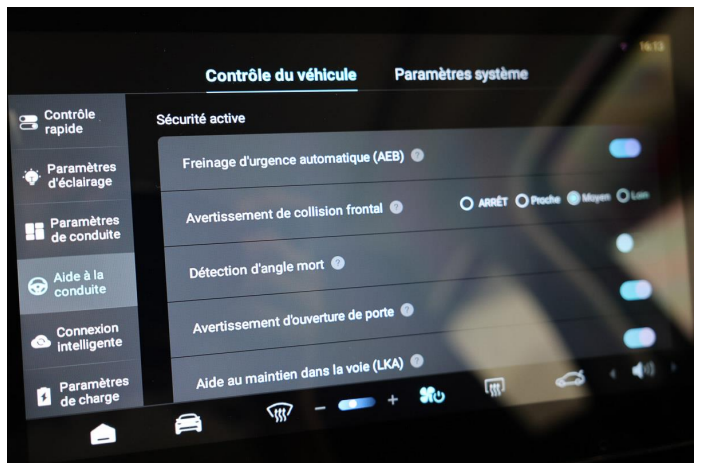 16:13
Contrôle du véhicule
Paramètres système
Contrôle
rapide
Paramètres
d'éclairage
Paramètres
de conduite
Aide à la
conduite
Connexion
intelligente
Paramètres
de charge
Sécurité active
Freinage d'urgence automatique (AEB) ?
Avertissement de collision frontal ? ARRÊT Proche Moyen Loin
Détection d'angle mort ?
Avertissement d'ouverture de porte ?
Aide au maintien dans la voie (LKA) ?
− +